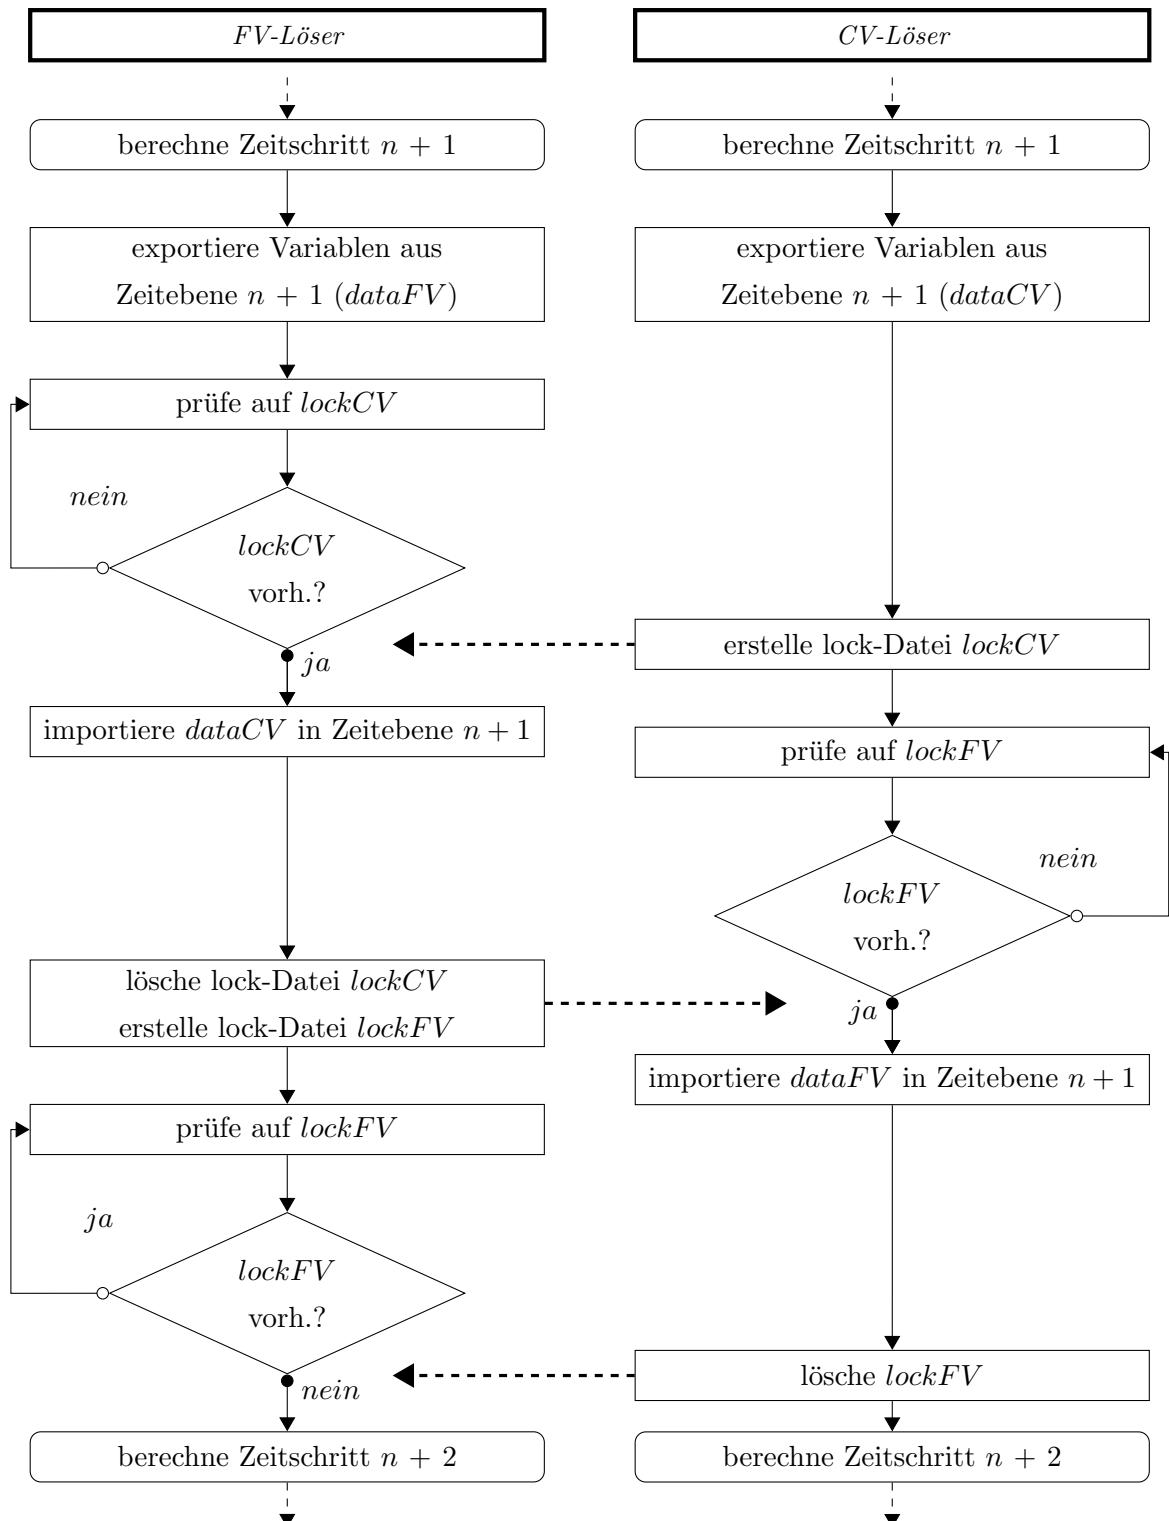 FV-Löser
berechne Zeitschritt n + 1
exportiere Variablen aus
Zeitebene n + 1 (dataFV)
prüfe auf lockCV
nein
lockCV
vorh.?
ja
importiere dataCV in Zeitebene n + 1
lösche lock-Datei lockCV
erstelle lock-Datei lockFV
prüfe auf lockFV
ja
lockFV
vorh.?
nein
berechne Zeitschritt n + 2
CV-Löser
berechne Zeitschritt n + 1
exportiere Variablen aus
Zeitebene n + 1 (dataCV)
erstelle lock-Datei lockCV
prüfe auf lockFV
nein
lockFV
vorh.?
ja
importiere dataFV in Zeitebene n + 1
lösche lockFV
berechne Zeitschritt n + 2